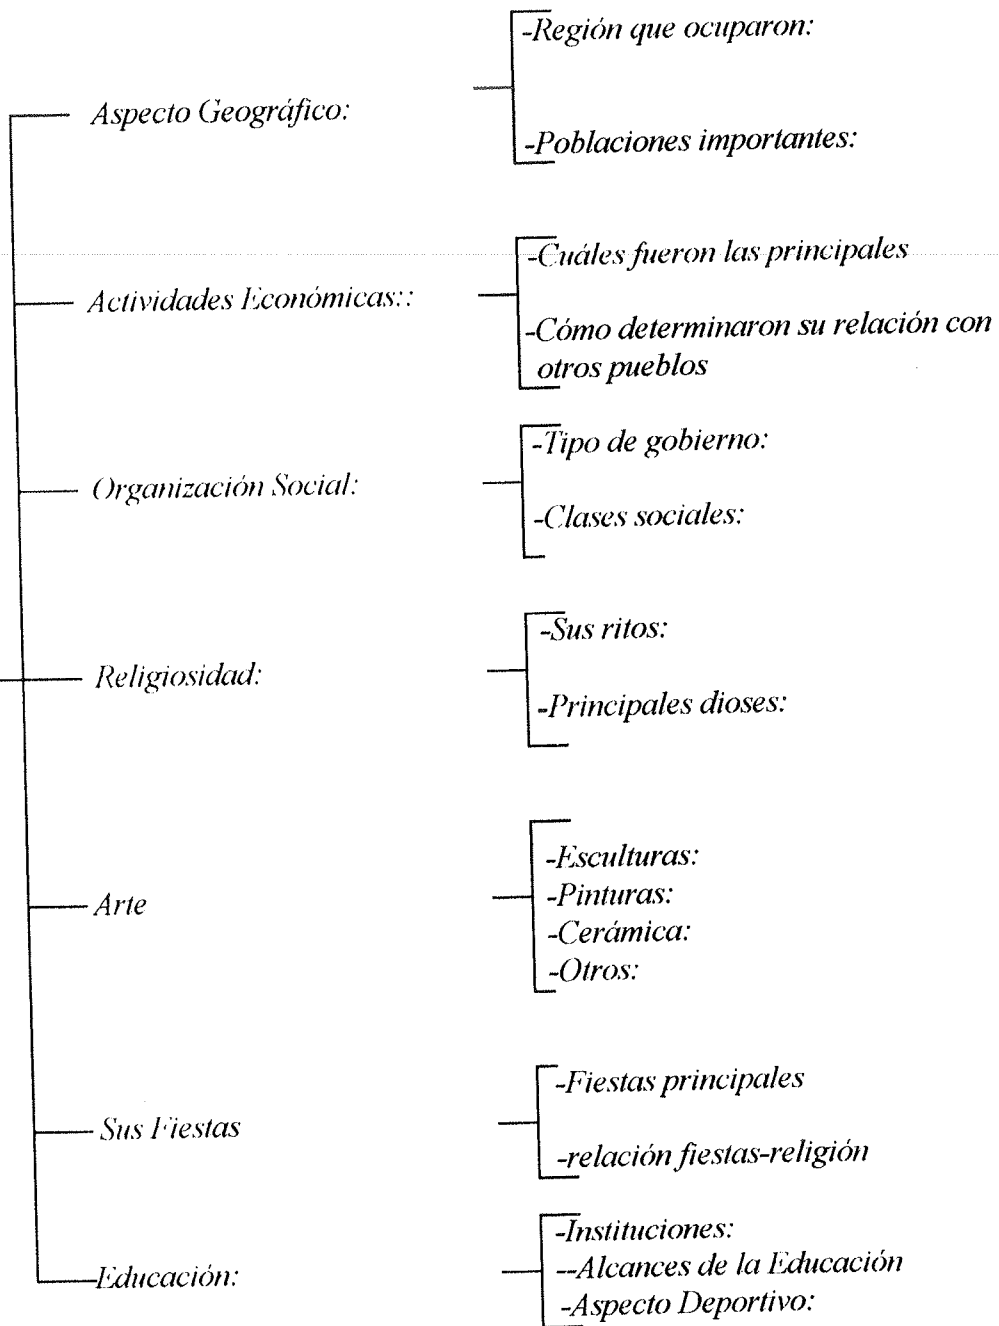 Aspecto Geográfico:
-Región que ocuparon:
-Poblaciones importantes:
Actividades Económicas::
-Cuáles fueron las principales
-Cómo determinaron su relación con
otros pueblos
Organización Social:
-Tipo de gobierno:
-Clases sociales:
Religiosidad:
-Sus ritos:
-Principales dioses:
Arte
-Esculturas:
-Pinturas:
-Cerámica:
-Otros:
Sus Fiestas
-Fiestas principales
-relación fiestas-religión
Educación:
-Instituciones:
--Alcances de la Educación
-Aspecto Deportivo: